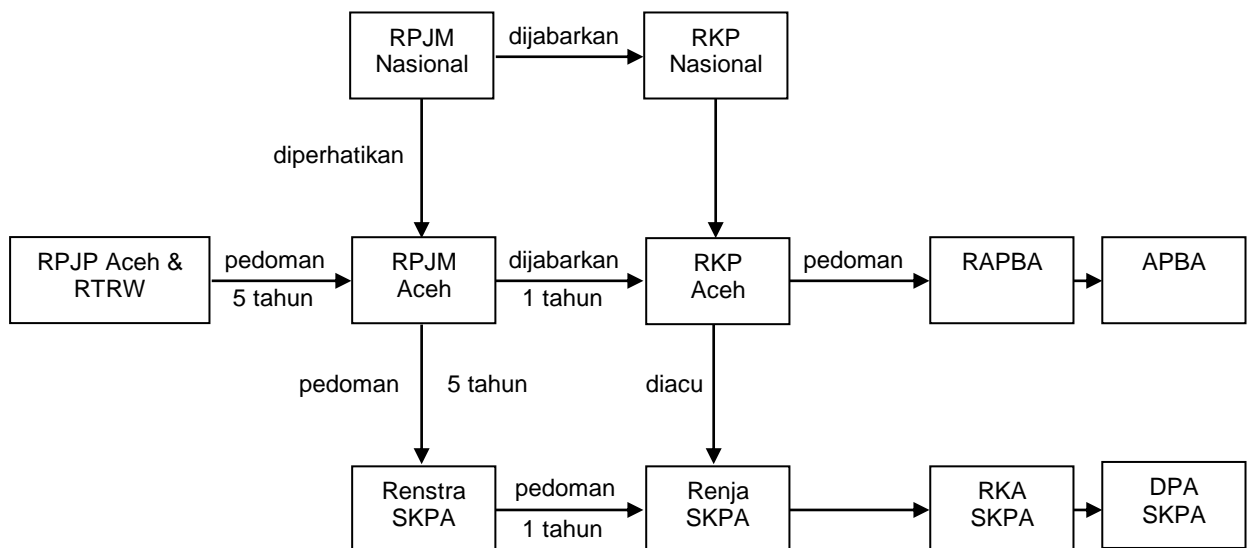 RPJM
Nasional
dijabarkan
RKP
Nasional
diperhatikan
RPJP Aceh &
RTRW
pedoman
5 tahun
RPJM
Aceh
dijabarkan
1 tahun
RKP
Aceh
pedoman
RAPBA
APBA
pedoman
5 tahun
diacu
Renstra
SKPA
pedoman
1 tahun
Renja
SKPA
RKA
SKPA
DPA
SKPA